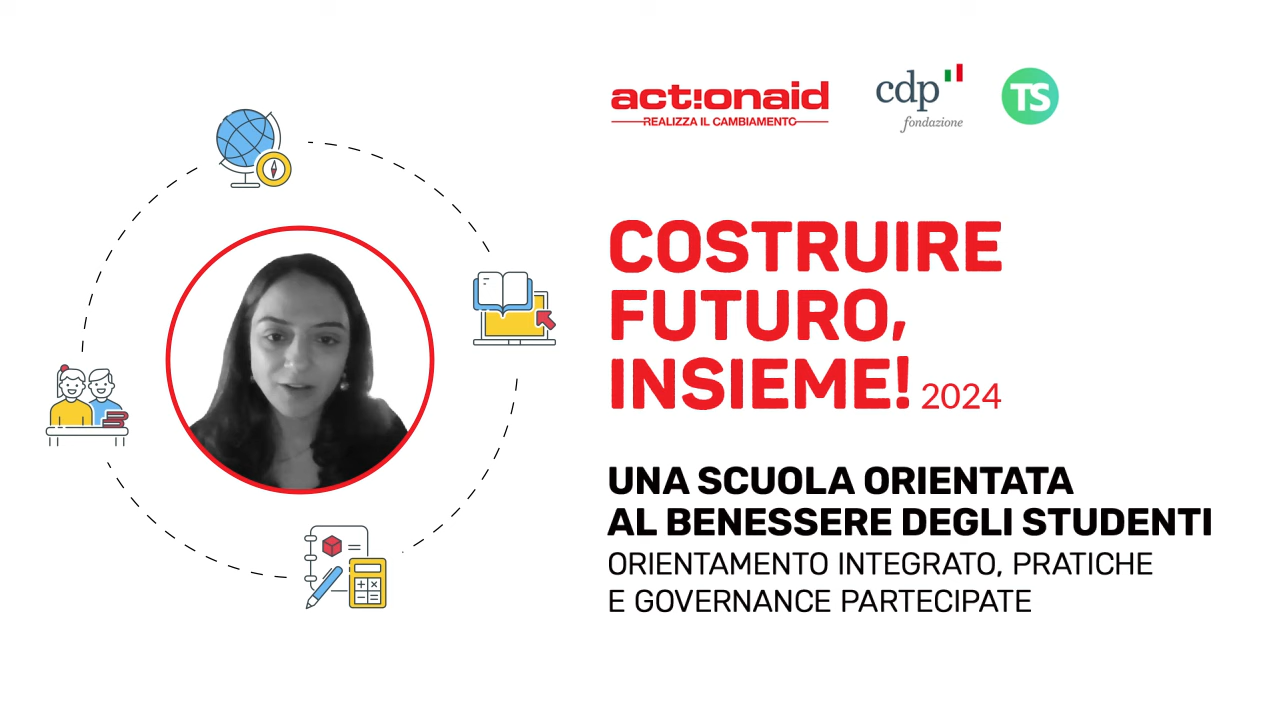 act!onaid
REALIZZA IL CAMBIAMENTO
cdp
fondazione
TS
COSTRUIRE
FUTURO,
INSIEME! 2024
UNA SCUOLA ORIENTATA
AL BENESSERE DEGLI STUDENTI
ORIENTAMENTO INTEGRATO, PRATICHE
E GOVERNANCE PARTECIPATE